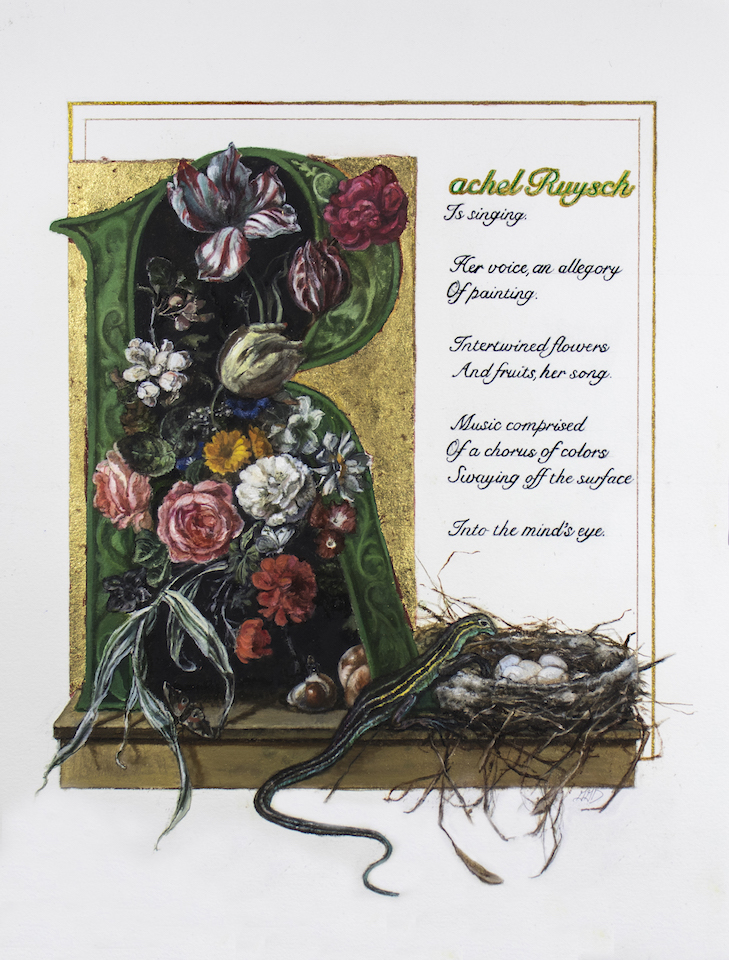 Rachel Ruysch
Is singing.
Her voice, an allegory
Of painting.
Intertwined flowers
And fruits, her song.
Music comprised
Of a chorus of colors
Swaying off the surface
Into the mind's eye.